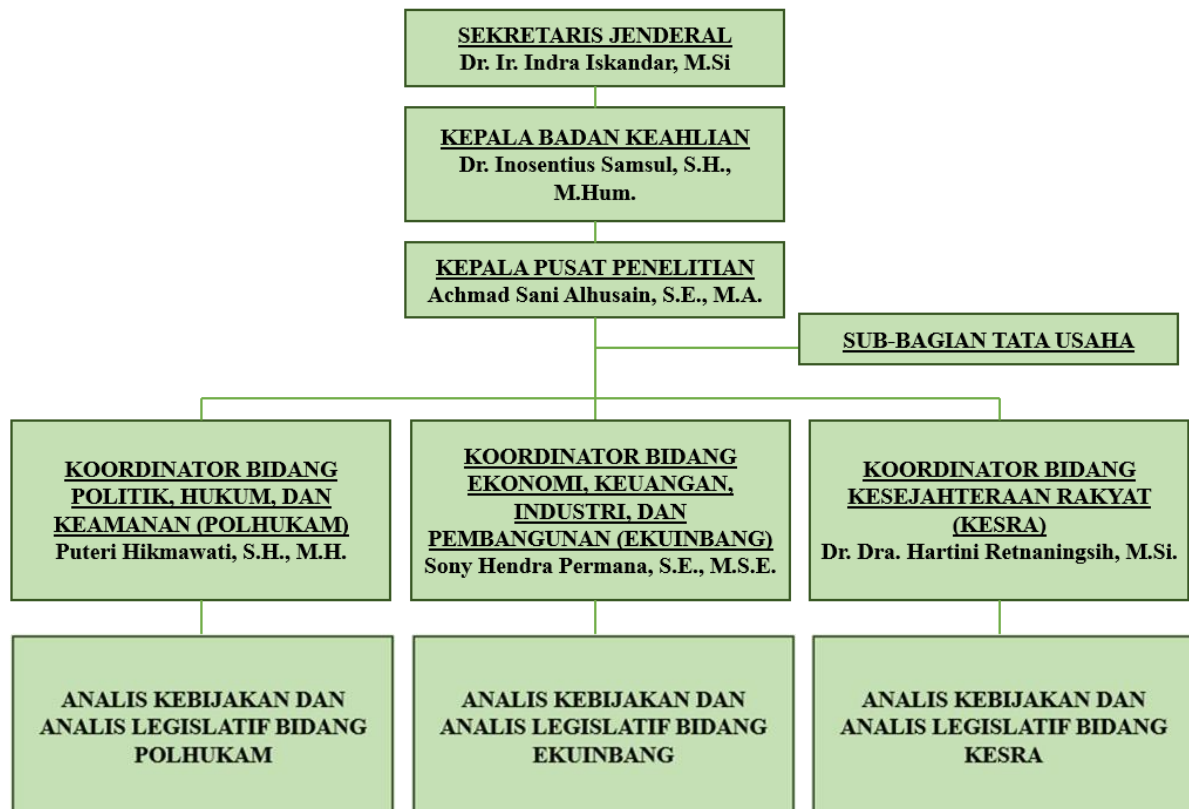 SEKRETARIS JENDERAL
Dr. Ir. Indra Iskandar, M.Si
KEPALA BADAN KEAHLIAN
Dr. Inosentius Samsul, S.H.,
M.Hum.
KEPALA PUSAT PENELITIAN
Achmad Sani Alhusain, S.E., M.A.
SUB-BAGIAN TATA USAHA
KOORDINATOR BIDANG
POLITIK, HUKUM, DAN
KEAMANAN (POLHUKAM)
Puteri Hikmawati, S.H., M.H.
KOORDINATOR BIDANG
EKONOMI, KEUANGAN,
INDUSTRI, DAN
PEMBANGUNAN (EKUINBANG)
Sony Hendra Permana, S.E., M.S.E.
KOORDINATOR BIDANG
KESEJAHTERAAN RAKYAT
(KESRA)
Dr. Dra. Hartini Retnaningsih, M.Si.
ANALIS KEBIJAKAN DAN
ANALIS LEGISLATIF BIDANG
POLHUKAM
ANALIS KEBIJAKAN DAN
ANALIS LEGISLATIF BIDANG
EKUINBANG
ANALIS KEBIJAKAN DAN
ANALIS LEGISLATIF BIDANG
KESRA